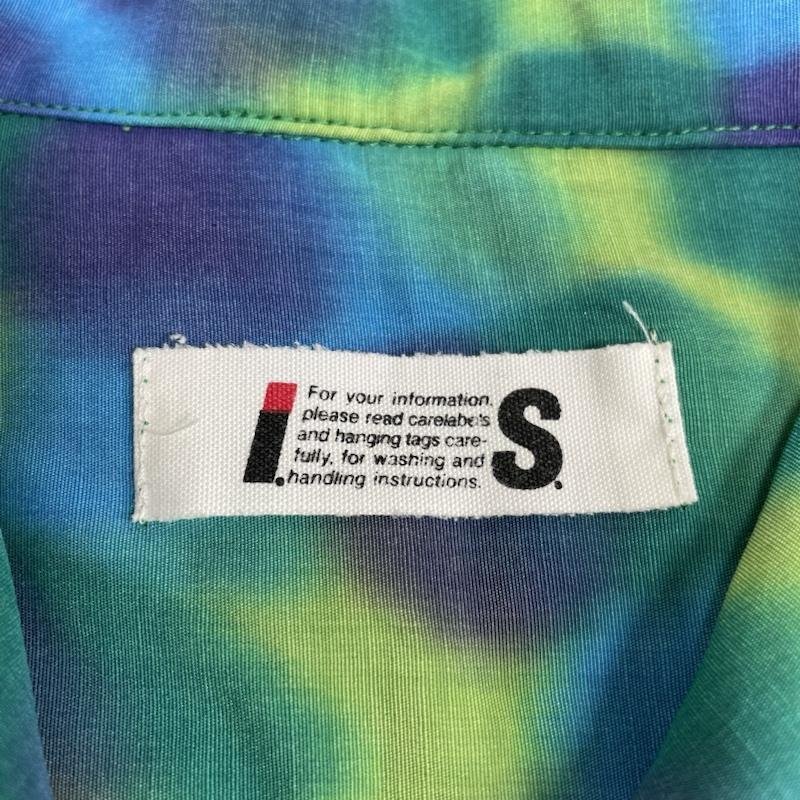 I. S.
For your information,
please read carelabels
and hanging tags care-
fully, for washing and
handling instructions.